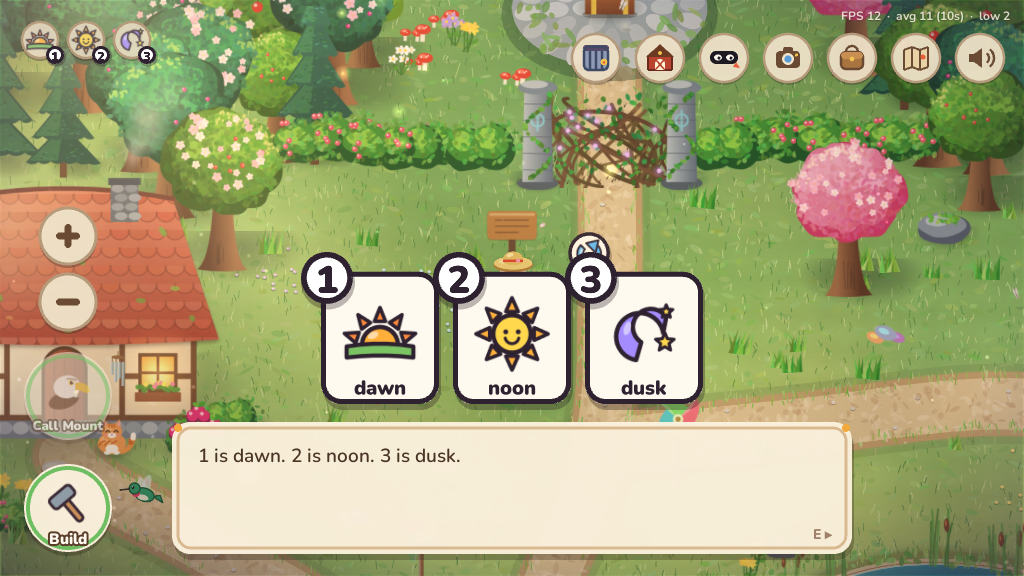 FPS 12 · avg 11 (10s) · low 2
1 2 3
1 2 3
dawn noon dusk
Call Mount
1 is dawn. 2 is noon. 3 is dusk.
Build
E ▸